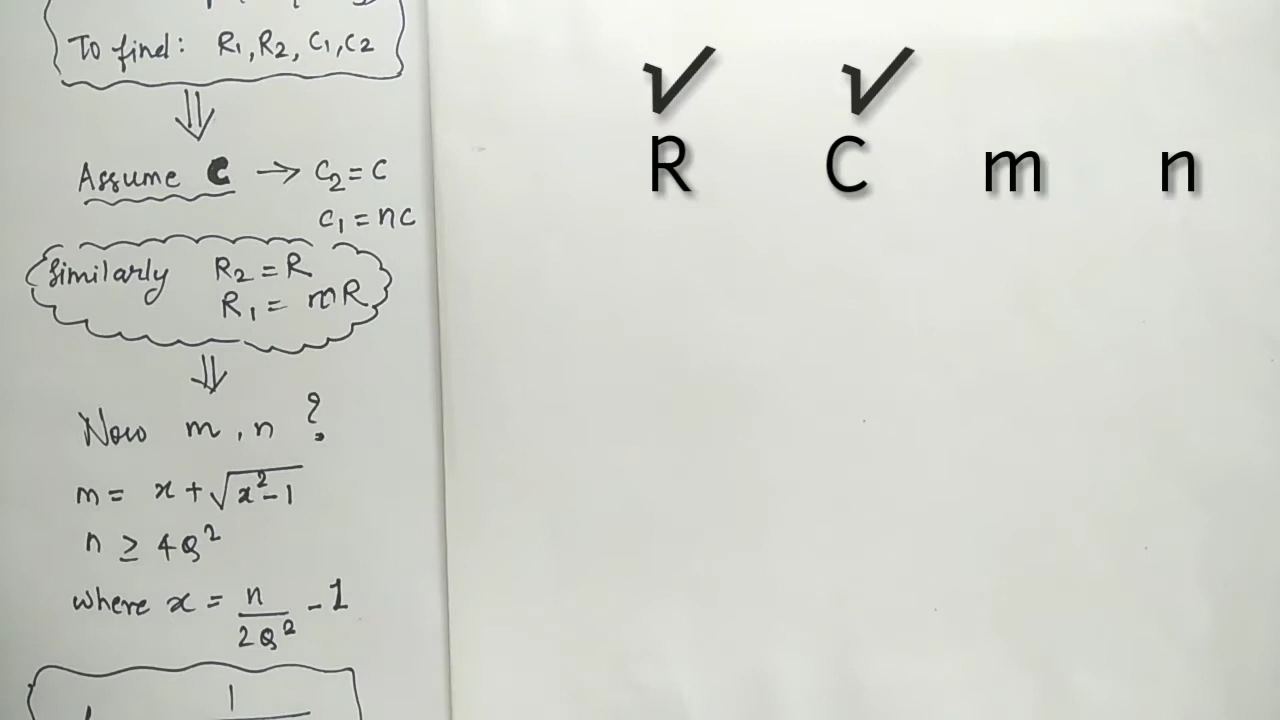 To find: R1, R2, C1, C2
⇓
Assume C → C2 = C
C1 = nC
Similarly R2 = R
R1 = mR
⇓
Now m, n ?
m = x + √x²-1
n ≥ 4Q²
where x = n/2Q² - 1
1
√ √
R C m n